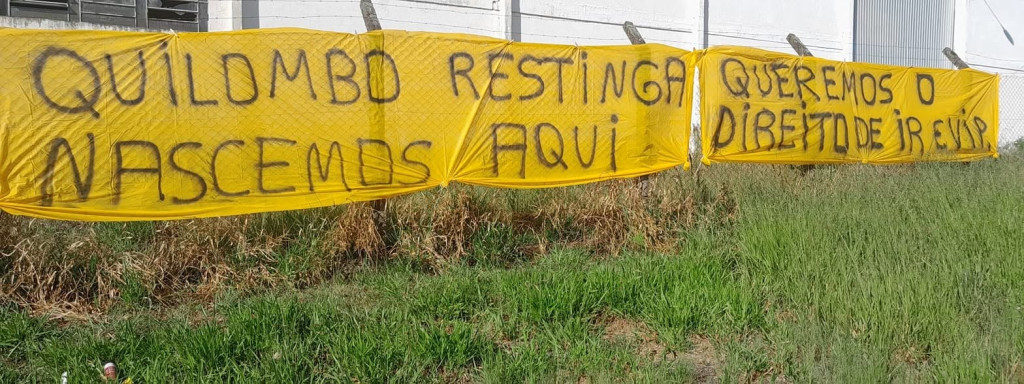 QUILOMBO RESTINGA
NASCEMOS AQUI
QUEREMOS O
DIREITO DE IR E VIR